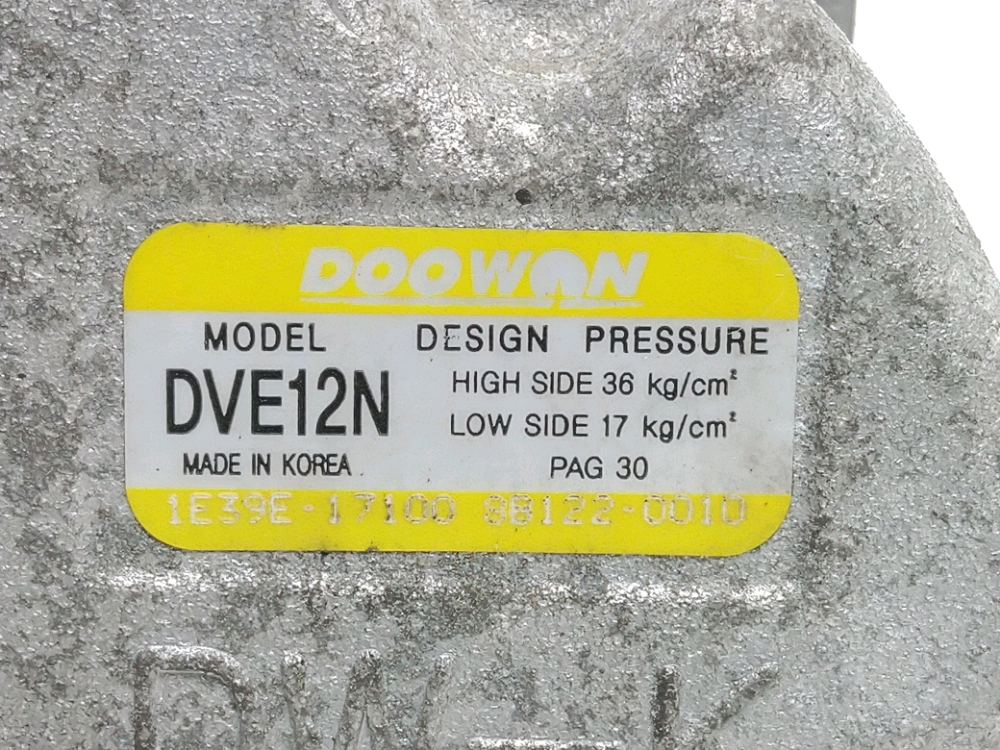 DOOWON
MODEL
DVE12N
MADE IN KOREA
DESIGN PRESSURE
HIGH SIDE 36 kg/cm²
LOW SIDE 17 kg/cm²
PAG 30
1E39E-17100 8B122-0010